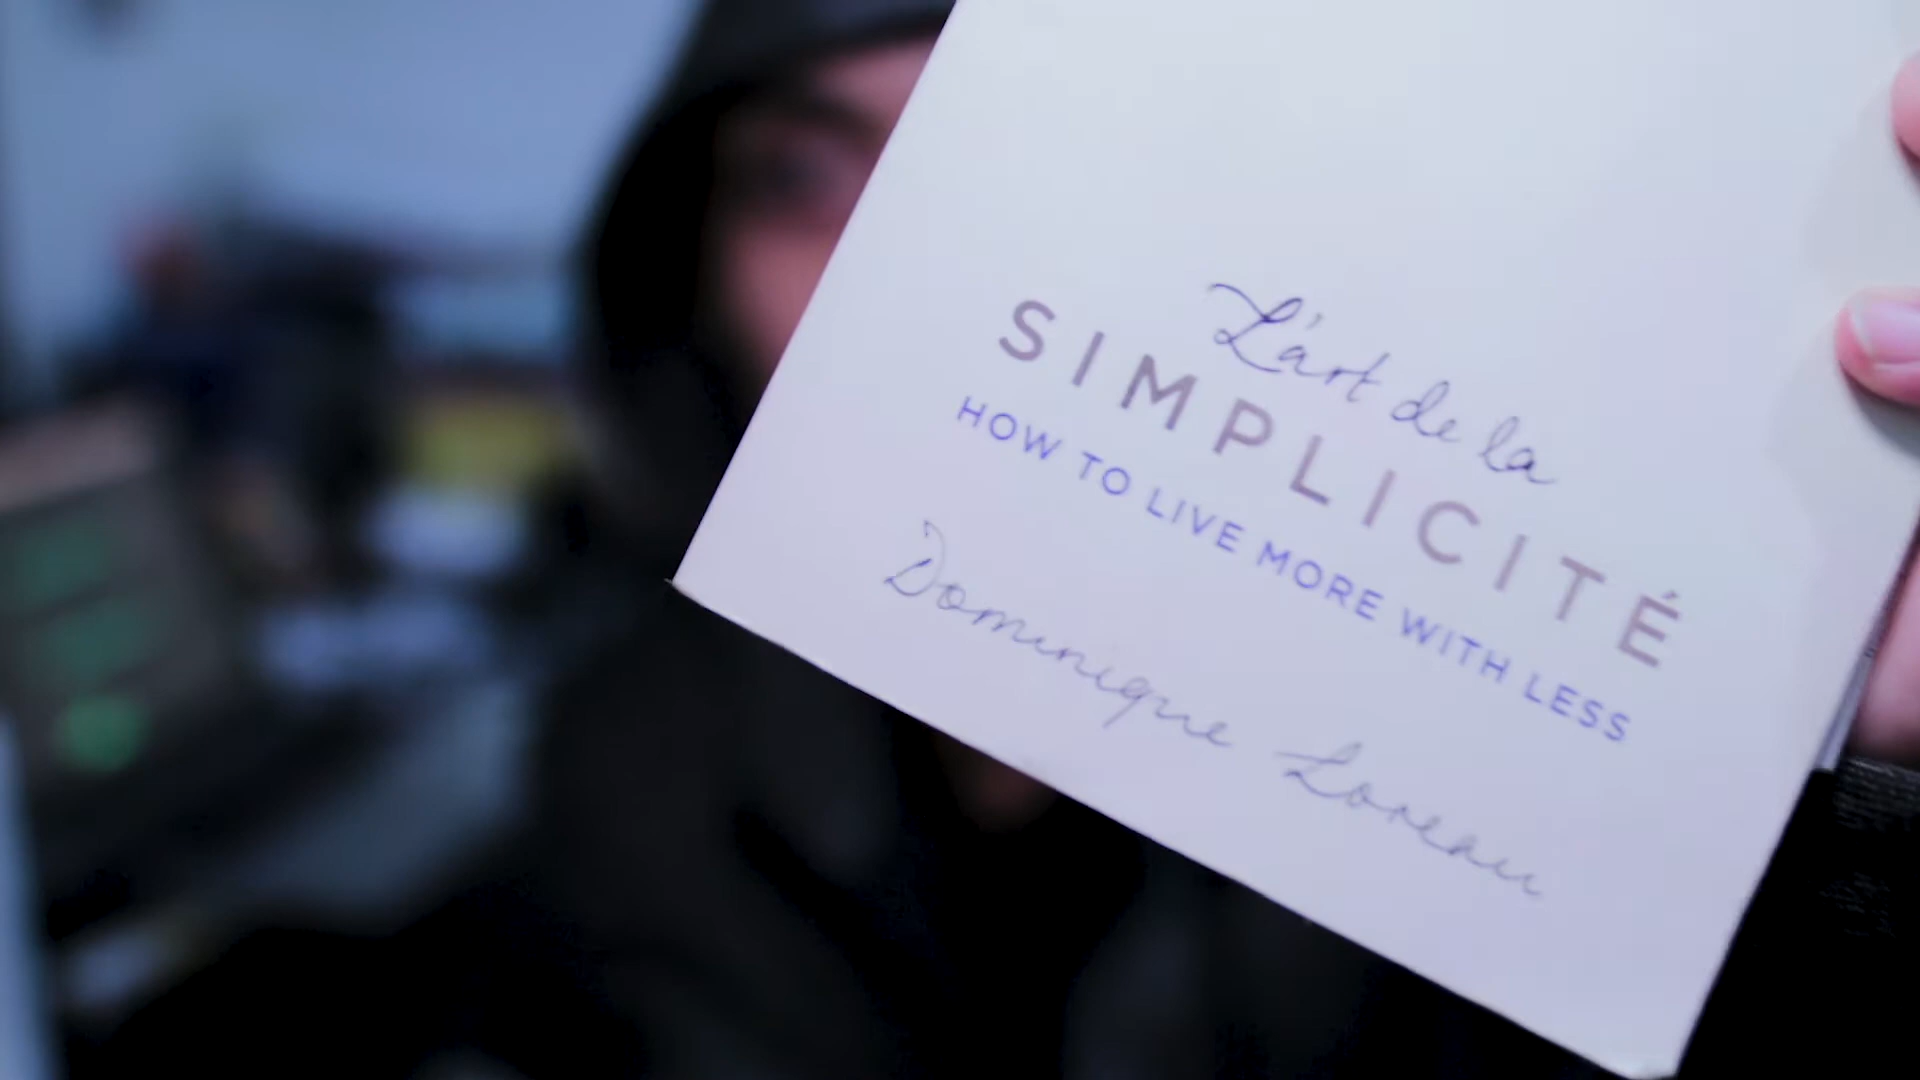 L'art de la
SIMPLICITÉ
HOW TO LIVE MORE WITH LESS
Dominique Loreau